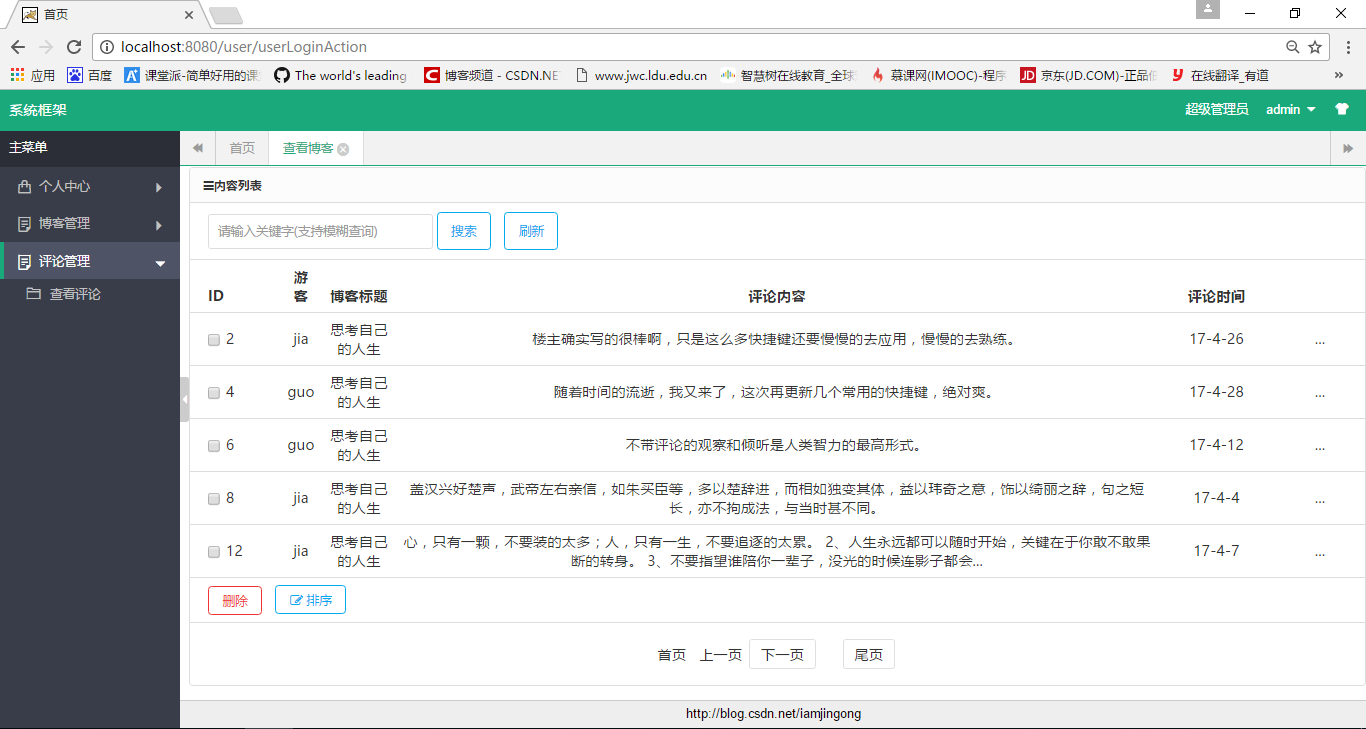 首页
localhost:8080/user/userLoginAction
应用 百度 课堂派-简单好用的课 The world's leading 博客频道 - CSDN.NE www.jwc.ldu.edu.cn 智慧树在线教育_全球 慕课网(IMOOC)-程序 京东(JD.COM)-正品低 在线翻译_有道
系统框架 超级管理员 admin
主菜单
个人中心
博客管理
评论管理
查看评论
首页 查看博客
内容列表
请输入关键字(支持模糊查询) 搜索 刷新
ID 游客 博客标题 评论内容 评论时间
2 jia 思考自己的人生 楼主确实写的很棒啊，只是这么多快捷键还要慢慢的去应用，慢慢的去熟练。 17-4-26 ...
4 guo 思考自己的人生 随着时间的流逝，我又来了，这次再更新几个常用的快捷键，绝对爽。 17-4-28 ...
6 guo 思考自己的人生 不带评论的观察和倾听是人类智力的最高形式。 17-4-12 ...
8 jia 思考自己的人生 盖汉兴好楚声，武帝左右亲信，如朱买臣等，多以楚辞进，而相如独变其体，益以玮奇之意，饰以绮丽之辞，句之短长，亦不拘成法，与当时甚不同。 17-4-4 ...
12 jia 思考自己的人生 心，只有一颗，不要装的太多；人，只有一生，不要追逐的太累。 2、人生永远都可以随时开始，关键在于你敢不敢果断的转身。 3、不要指望谁陪你一辈子，没光的时候连影子都会... 17-4-7 ...
删除 排序
首页 上一页 下一页 尾页
http://blog.csdn.net/iamjingong